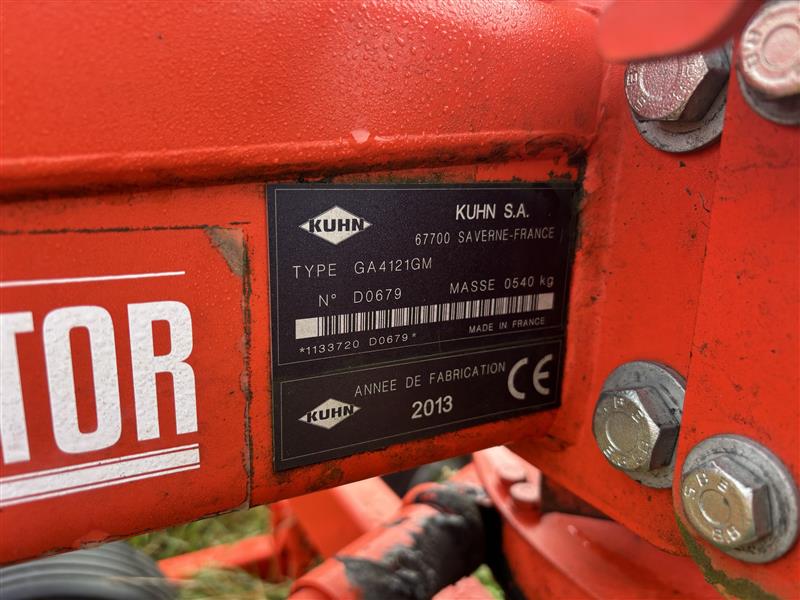 KUHN
KUHN S.A.
67700 SAVERNE-FRANCE
TYPE GA4121GM
N° D0679 MASSE 0540 kg
MADE IN FRANCE
*1133720 D0679*
ANNEE DE FABRICATION CE
KUHN 2013
TOR